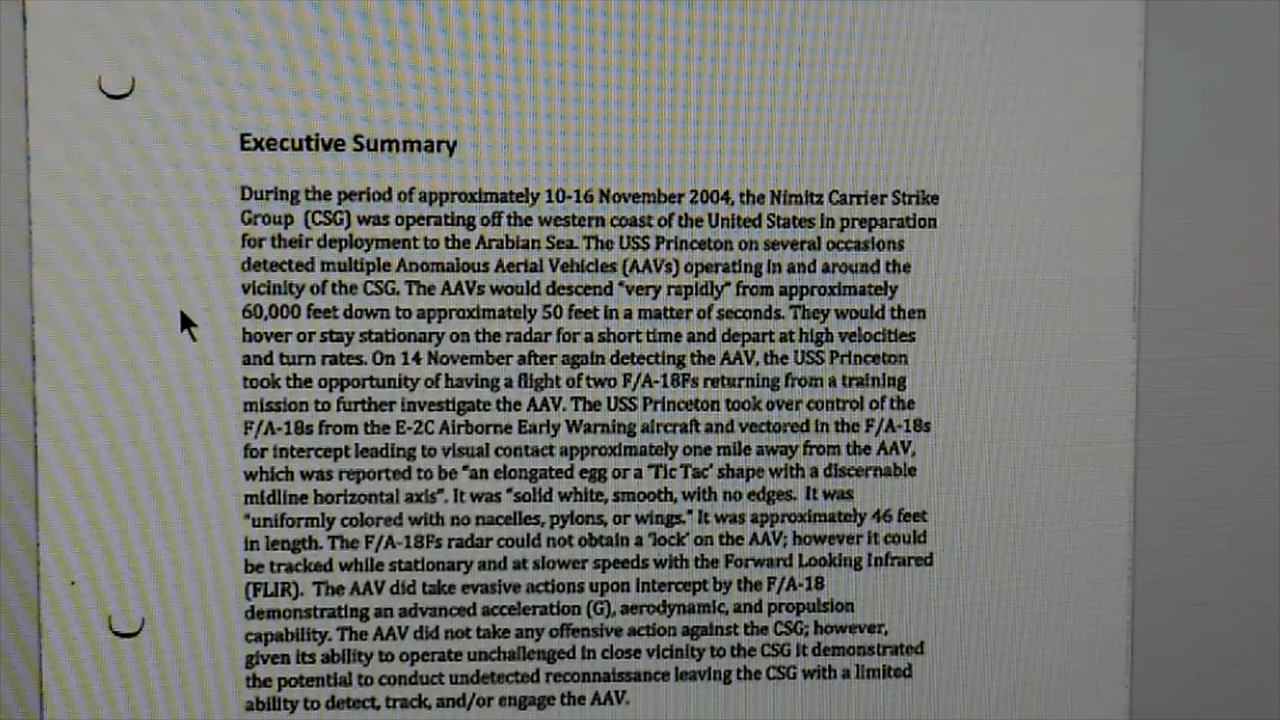 Executive Summary
During the period of approximately 10-16 November 2004, the Nimitz Carrier Strike
Group (CSG) was operating off the western coast of the United States in preparation
for their deployment to the Arabian Sea. The USS Princeton on several occasions
detected multiple Anomalous Aerial Vehicles (AAVs) operating in and around the
vicinity of the CSG. The AAVs would descend "very rapidly" from approximately
60,000 feet down to approximately 50 feet in a matter of seconds. They would then
hover or stay stationary on the radar for a short time and depart at high velocities
and turn rates. On 14 November after again detecting the AAV, the USS Princeton
took the opportunity of having a flight of two F/A-18Fs returning from a training
mission to further investigate the AAV. The USS Princeton took over control of the
F/A-18s from the E-2C Airborne Early Warning aircraft and vectored in the F/A-18s
for intercept leading to visual contact approximately one mile away from the AAV,
which was reported to be "an elongated egg or a 'Tic Tac' shape with a discernable
midline horizontal axis". It was "solid white, smooth, with no edges. It was
"uniformly colored with no nacelles, pylons, or wings." It was approximately 46 feet
in length. The F/A-18Fs radar could not obtain a 'lock' on the AAV; however it could
be tracked while stationary and at slower speeds with the Forward Looking Infrared
(FLIR). The AAV did take evasive actions upon intercept by the F/A-18
demonstrating an advanced acceleration (G), aerodynamic, and propulsion
capability. The AAV did not take any offensive action against the CSG; however,
given its ability to operate unchallenged in close vicinity to the CSG it demonstrated
the potential to conduct undetected reconnaissance leaving the CSG with a limited
ability to detect, track, and/or engage the AAV.